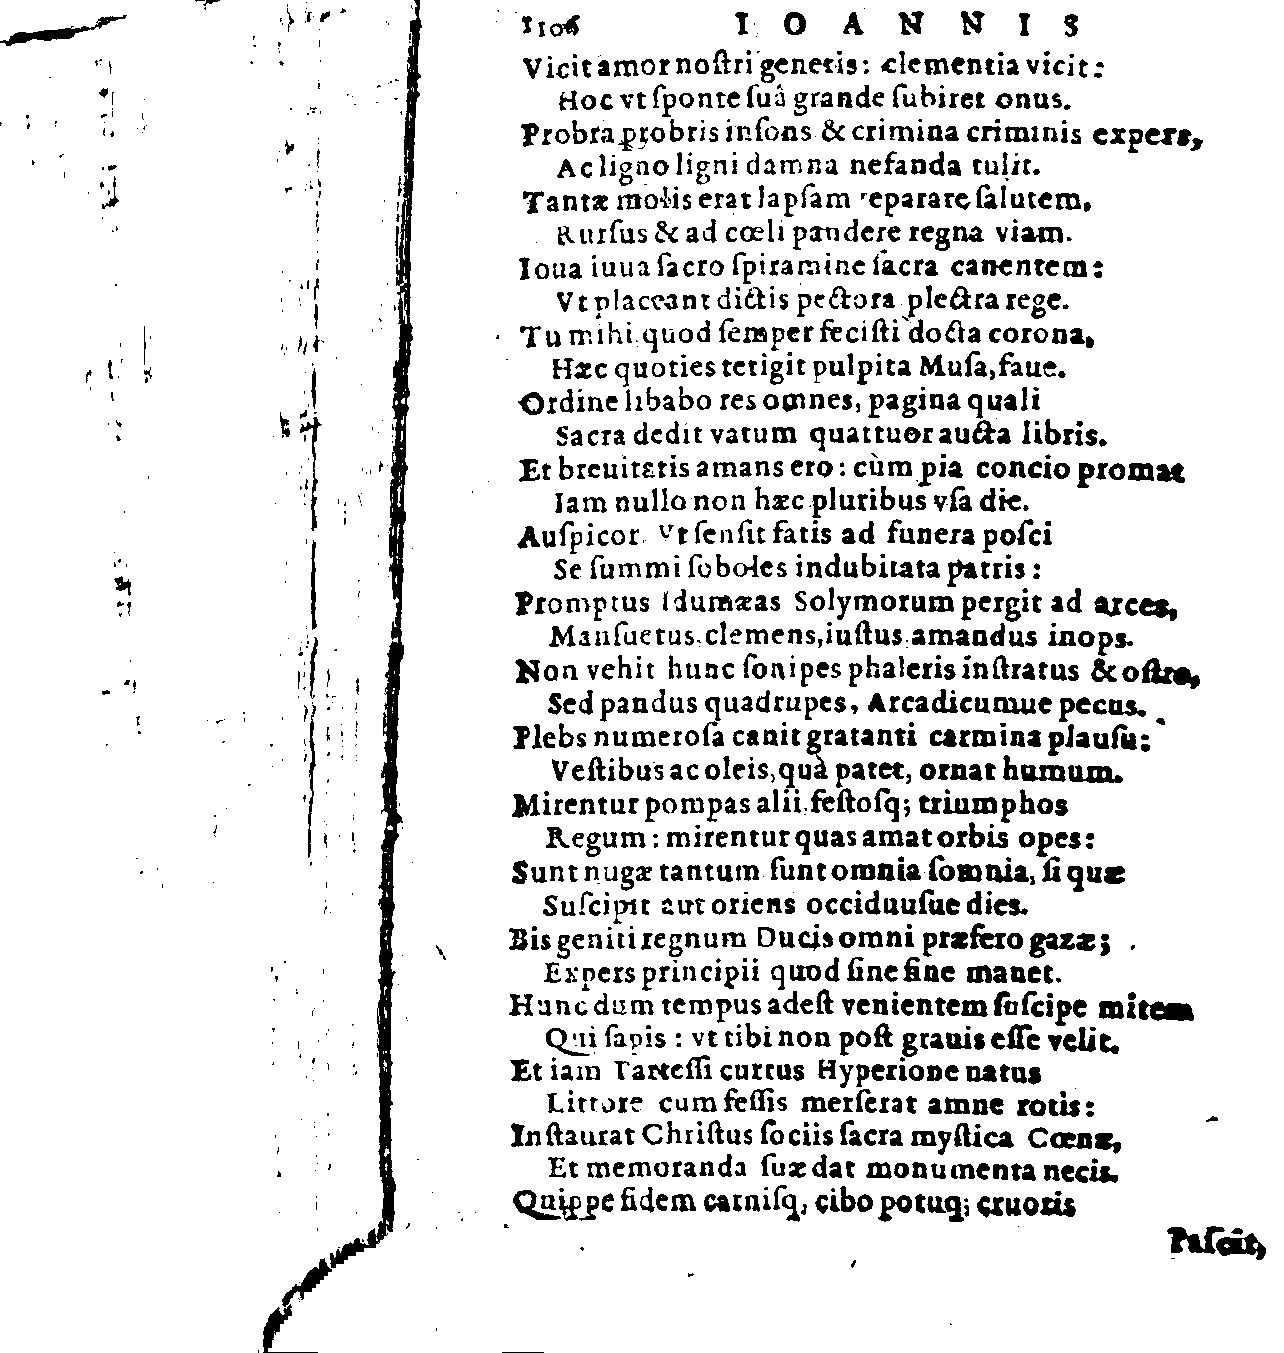 1106 IOANNIS
Vicit amor noſtri generis: clementia vicit:
Hoc vt ſponte ſuâ grande ſubiret onus.
Probra probris inſons & crimina criminis expers,
Ac ligno ligni damna nefanda tulit.
Tantæ molis erat lapſam reparare ſalutem,
Rurſus & ad cœli pandere regna viam.
Ioua iuua ſacro ſpiramine ſacra canentem:
Vt placeant dictis pectora plectra rege.
Tu mihi quod ſemper feciſti docta corona,
Hæc quoties tetigit pulpita Muſa, faue.
Ordine libabo res omnes, pagina quali
Sacra dedit vatum quattuor aucta libris.
Et breuitatis amans ero: cùm pia concio promat
Iam nullo non hæc pluribus vſa die.
Auſpicor. Vt ſenſit fatis ad funera poſci
Se ſummi ſoboles indubitata patris:
Promptus Idumæas Solymorum pergit ad arces,
Manſuetus, clemens, iuſtus amandus inops.
Non vehit hunc ſonipes phaleris inſtratus & oſtro,
Sed pandus quadrupes, Arcadicumue pecus.
Plebs numeroſa canit gratanti carmina plauſu:
Veſtibus ac oleis, quà patet, ornat humum.
Mirentur pompas alii feſtoſq; triumphos
Regum: mirentur quas amat orbis opes:
Sunt nugæ tantum ſunt omnia ſomnia, ſi quæ
Suſcipit aut oriens occiduuſue dies.
Bis geniti regnum Ducis omni præfero gazæ;
Expers principii quod ſine fine manet.
Hunc dum tempus adeſt venientem ſuſcipe mitem
Qui ſapis: vt tibi non poſt grauis eſſe velit.
Et iam Tarteſſi currus Hyperione natus
Littore cum feſſis merſerat amne rotis:
Inſtaurat Chriſtus ſociis ſacra myſtica Cœnæ,
Et memoranda ſuæ dat monumenta necis.
Quippe fidem carniſq, cibo potuq; cruoris
Paſcit,